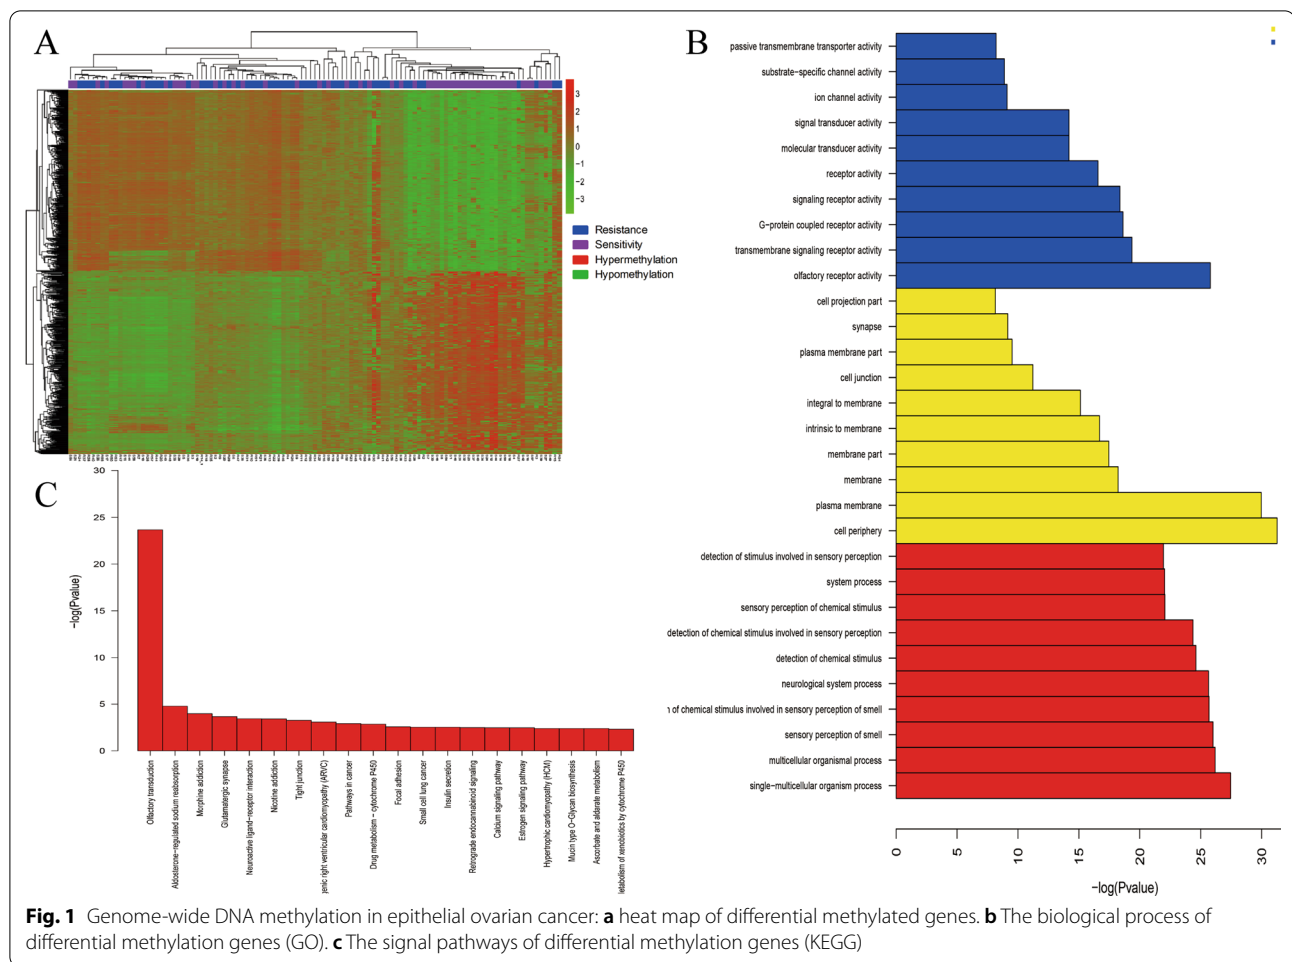 A
3
2
1
0
−1
−2
−3
Resistance
Sensitivity
Hypermethylation
Hypomethylation
B
passive transmembrane transporter activity
substrate−specific channel activity
ion channel activity
signal transducer activity
molecular transducer activity
receptor activity
signaling receptor activity
G−protein coupled receptor activity
transmembrane signaling receptor activity
olfactory receptor activity
cell projection part
synapse
plasma membrane part
cell junction
integral to membrane
intrinsic to membrane
membrane part
membrane
plasma membrane
cell periphery
detection of stimulus involved in sensory perception
system process
sensory perception of chemical stimulus
detection of chemical stimulus involved in sensory perception
detection of chemical stimulus
neurological system process
of chemical stimulus involved in sensory perception of smell
sensory perception of smell
multicellular organismal process
single−multicellular organism process
0
5
10
15
20
25
30
−log(Pvalue)
C
30
25
20
15
10
5
0
−log(Pvalue)
Olfactory transduction
Aldosterone−regulated sodium reabsorption
Morphine addiction
Glutamatergic synapse
Neuroactive ligand−receptor interaction
Nicotine addiction
Tight junction
genic right ventricular cardiomyopathy (ARVC)
Pathways in cancer
Drug metabolism − cytochrome P450
Focal adhesion
Small cell lung cancer
Insulin secretion
Retrograde endocannabinoid signaling
Calcium signaling pathway
Estrogen signaling pathway
Hypertrophic cardiomyopathy (HCM)
Mucin type O−Glycan biosynthesis
Ascorbate and aldarate metabolism
etabolism of xenobiotics by cytochrome P450
Fig. 1 Genome-wide DNA methylation in epithelial ovarian cancer: a heat map of differential methylated genes. b The biological process of
differential methylation genes (GO). c The signal pathways of differential methylation genes (KEGG)